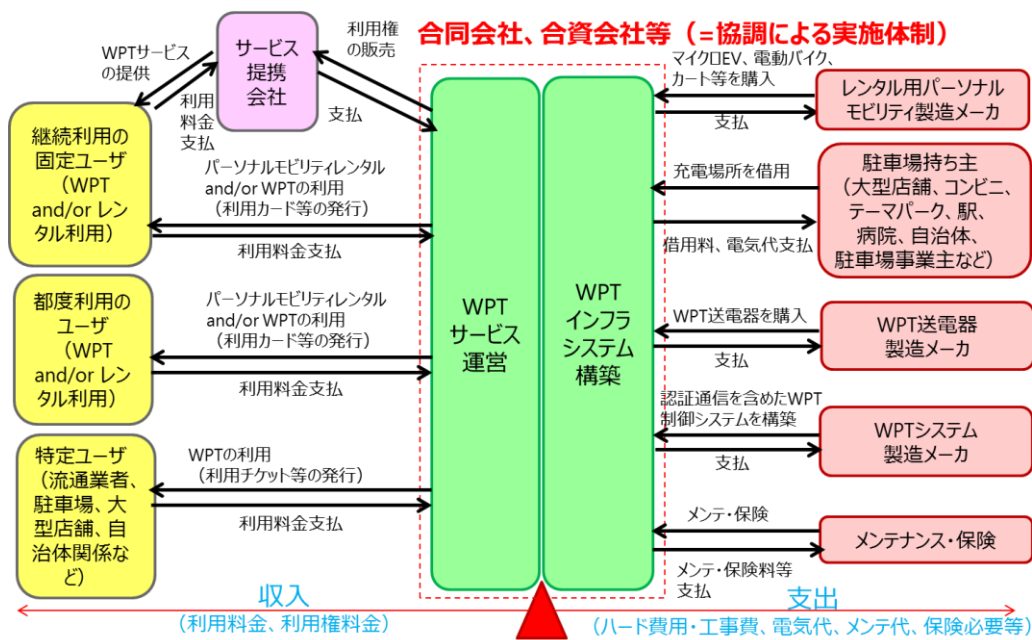 合同会社、合資会社等（=協調による実施体制）
WPTサービス
の提供
サービス
提携
会社
利用権
の販売
利用
料金
支払
支払
継続利用の
固定ユーザ
（WPT
and/or レン
タル利用）
パーソナルモビリティレンタル
and/or WPTの利用
（利用カード等の発行）
利用料金支払
都度利用の
ユーザ
（WPT
and/or レン
タル利用）
パーソナルモビリティレンタル
and/or WPTの利用
（利用カード等の発行）
利用料金支払
特定ユーザ
（流通業者、
駐車場、大
型店舗、自
治体関係な
ど）
WPTの利用
（利用チケット等の発行）
利用料金支払
WPT
サービス
運営
WPT
インフラ
システム
構築
マイクロEV、電動バイク、
カート等を購入
支払
レンタル用パーソナル
モビリティ製造メーカ
充電場所を借用
借用料、電気代支払
駐車場持ち主
（大型店舗、コンビニ、
テーマパーク、駅、
病院、自治体、
駐車場事業主など）
WPT送電器を購入
支払
WPT送電器
製造メーカ
認証通信を含めたWPT
制御システムを構築
支払
WPTシステム
製造メーカ
メンテ・保険
メンテ・保険料等
支払
メンテナンス・保険
収入
（利用料金、利用権料金）
支出
（ハード費用・工事費、電気代、メンテ代、保険必要等）